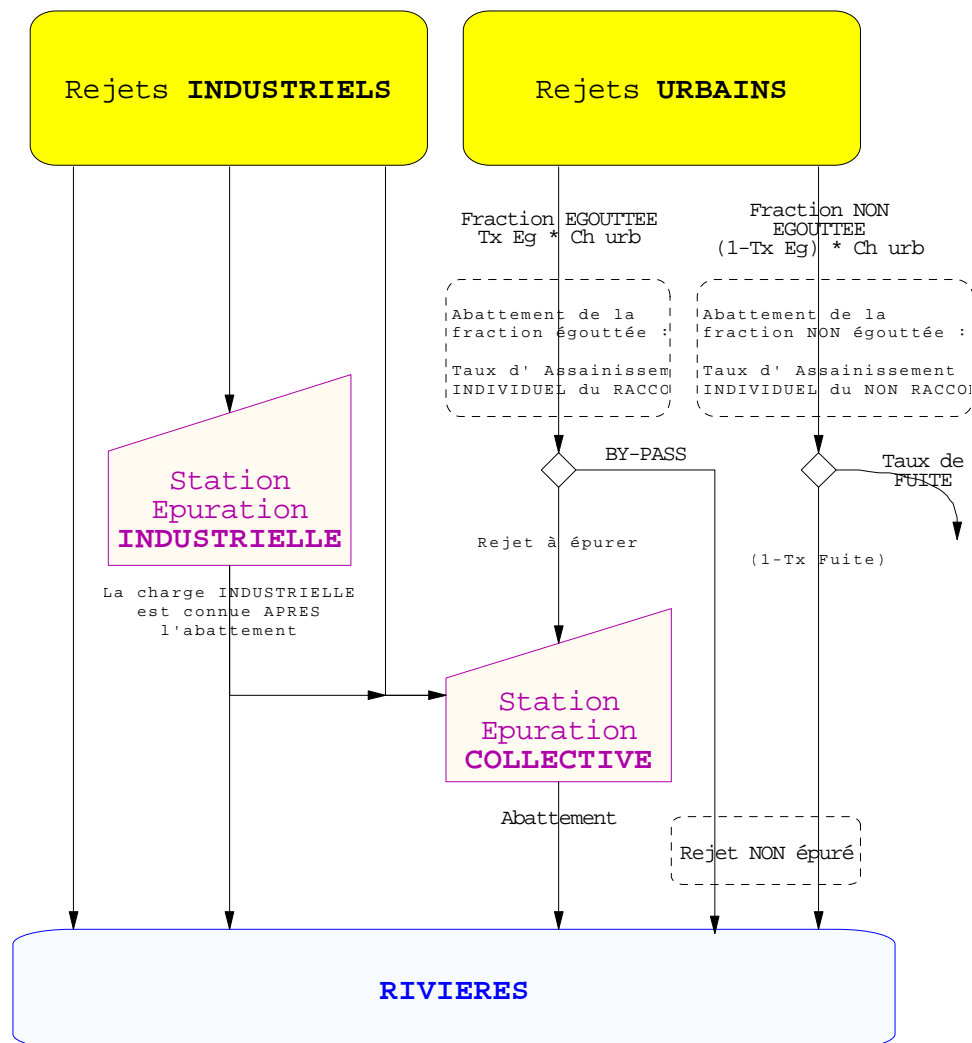 Rejets INDUSTRIELS
Rejets URBAINS
Fraction EGOUTTEE
Tx Eg * Ch urb
Fraction NON
EGOUTTEE
(1-Tx Eg) * Ch urb
Abattement de la
fraction égouttée :
Taux d' Assainissem
INDIVIDUEL du RACCO
Abattement de la
fraction NON égouttée :
Taux d' Assainissement
INDIVIDUEL du NON RACCO
BY-PASS
Taux de
FUITE
Station
Epuration
INDUSTRIELLE
Rejet à épurer
(1-Tx Fuite)
La charge INDUSTRIELLE
est connue APRES
l'abattement
Station
Epuration
COLLECTIVE
Abattement
Rejet NON épuré
RIVIERES